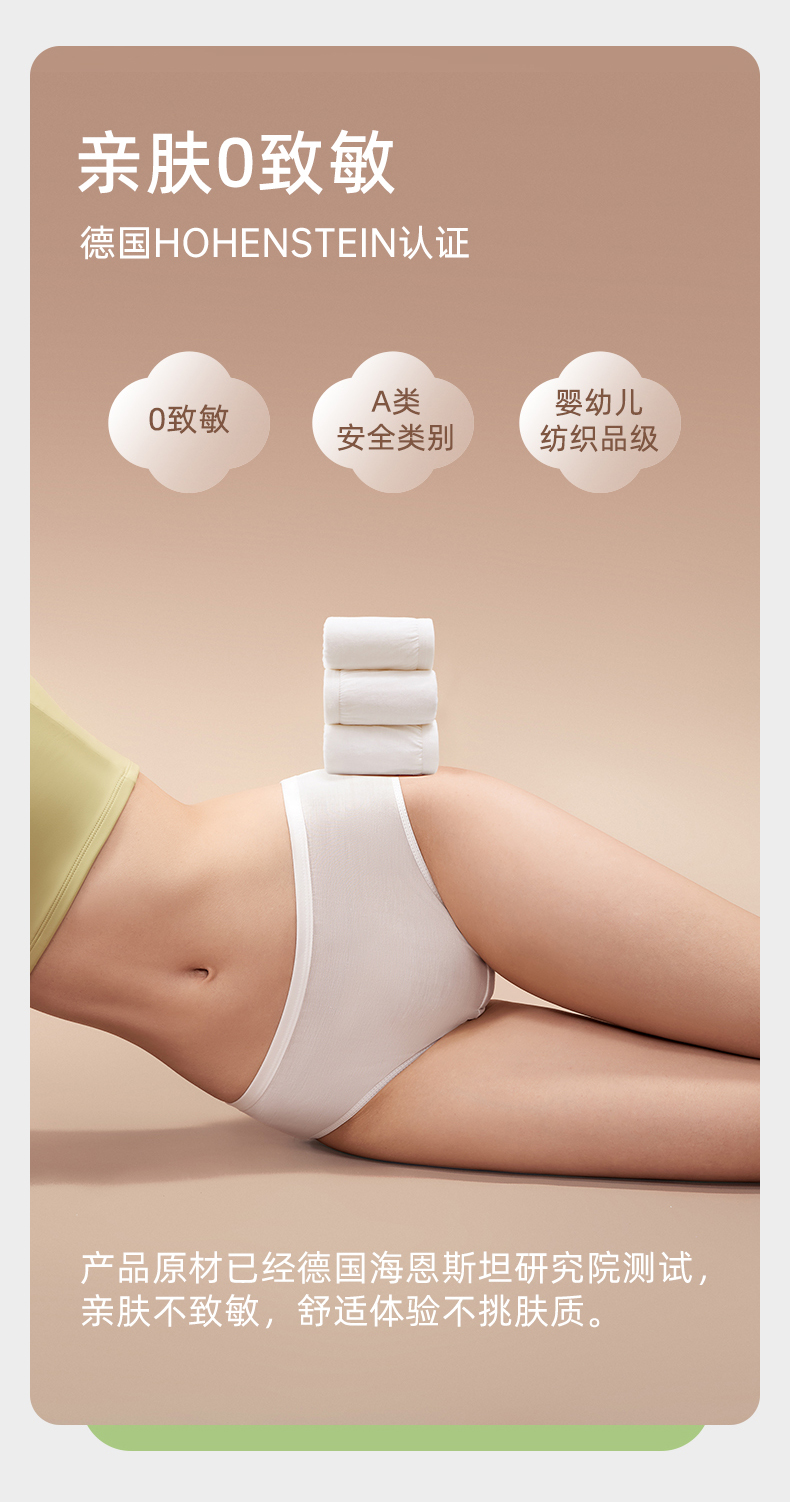 亲肤0致敏
德国HOHENSTEIN认证
0致敏
A类
安全类别
婴幼儿
纺织品级
产品原材已经德国海恩斯坦研究院测试，
亲肤不致敏，舒适体验不挑肤质。